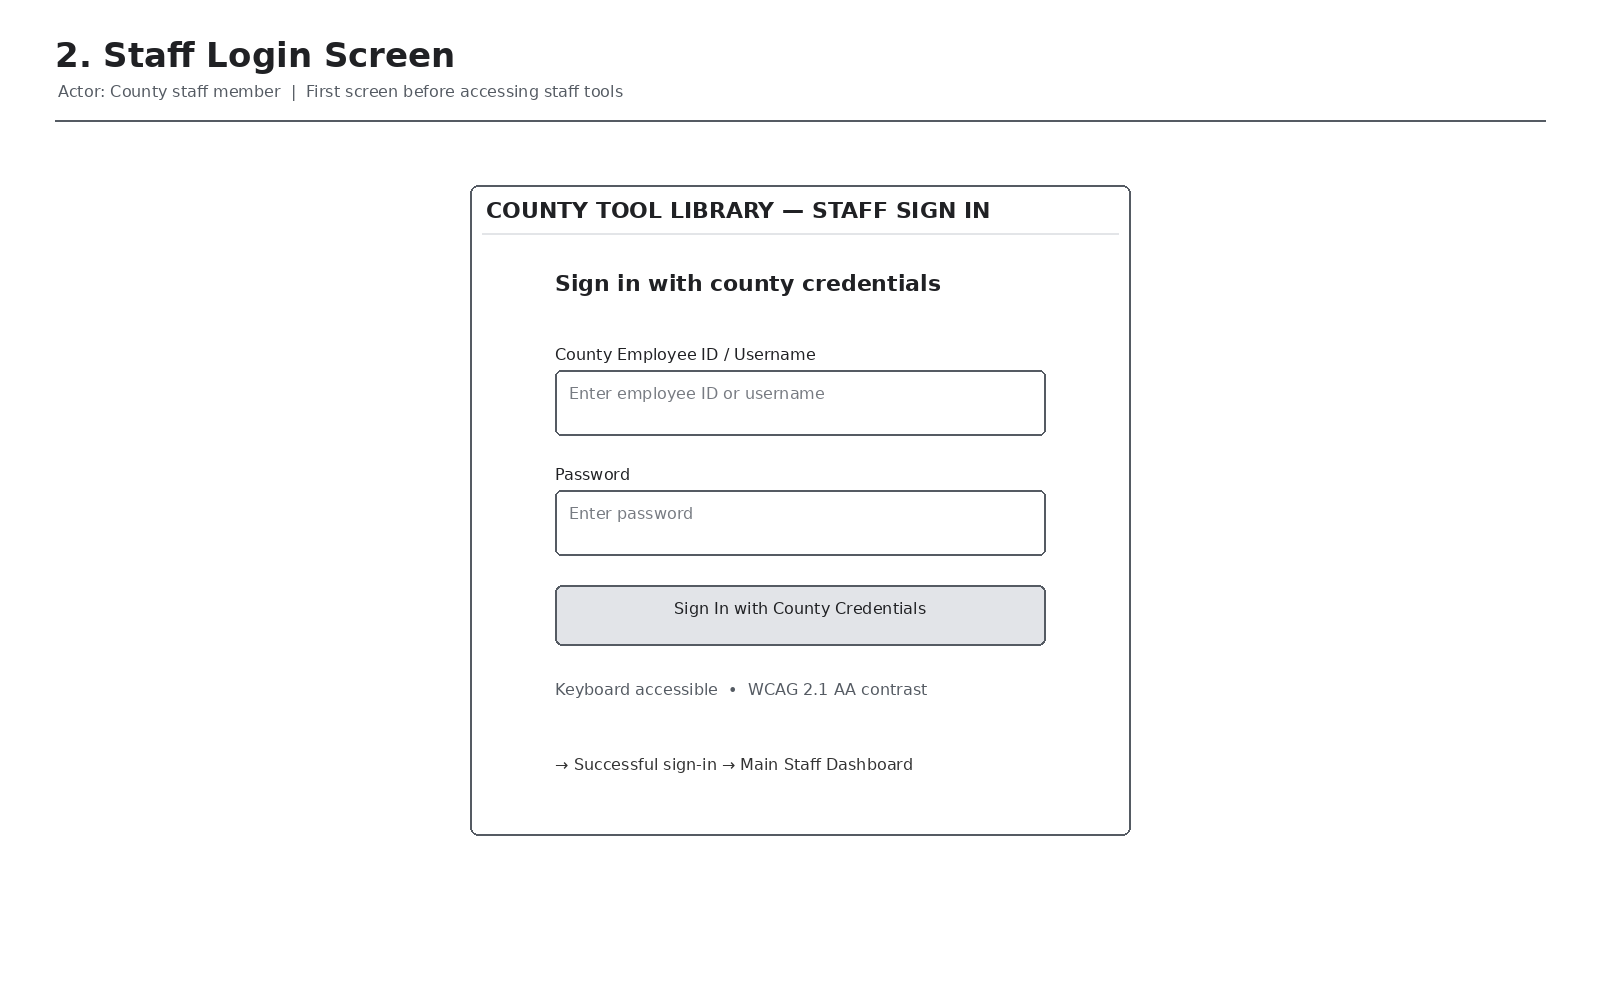 2. Staff Login Screen
Actor: County staff member | First screen before accessing staff tools
COUNTY TOOL LIBRARY — STAFF SIGN IN
Sign in with county credentials
County Employee ID / Username
Enter employee ID or username
Password
Enter password
Sign In with County Credentials
Keyboard accessible • WCAG 2.1 AA contrast
→ Successful sign-in → Main Staff Dashboard